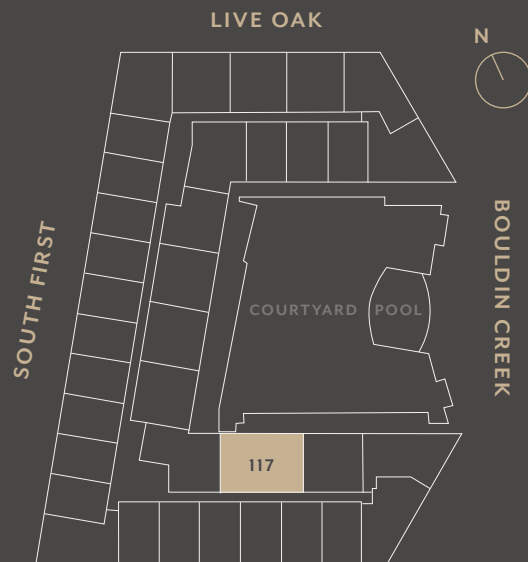 LIVE OAK
N
SOUTH FIRST
BOULDIN CREEK
COURTYARD
POOL
117